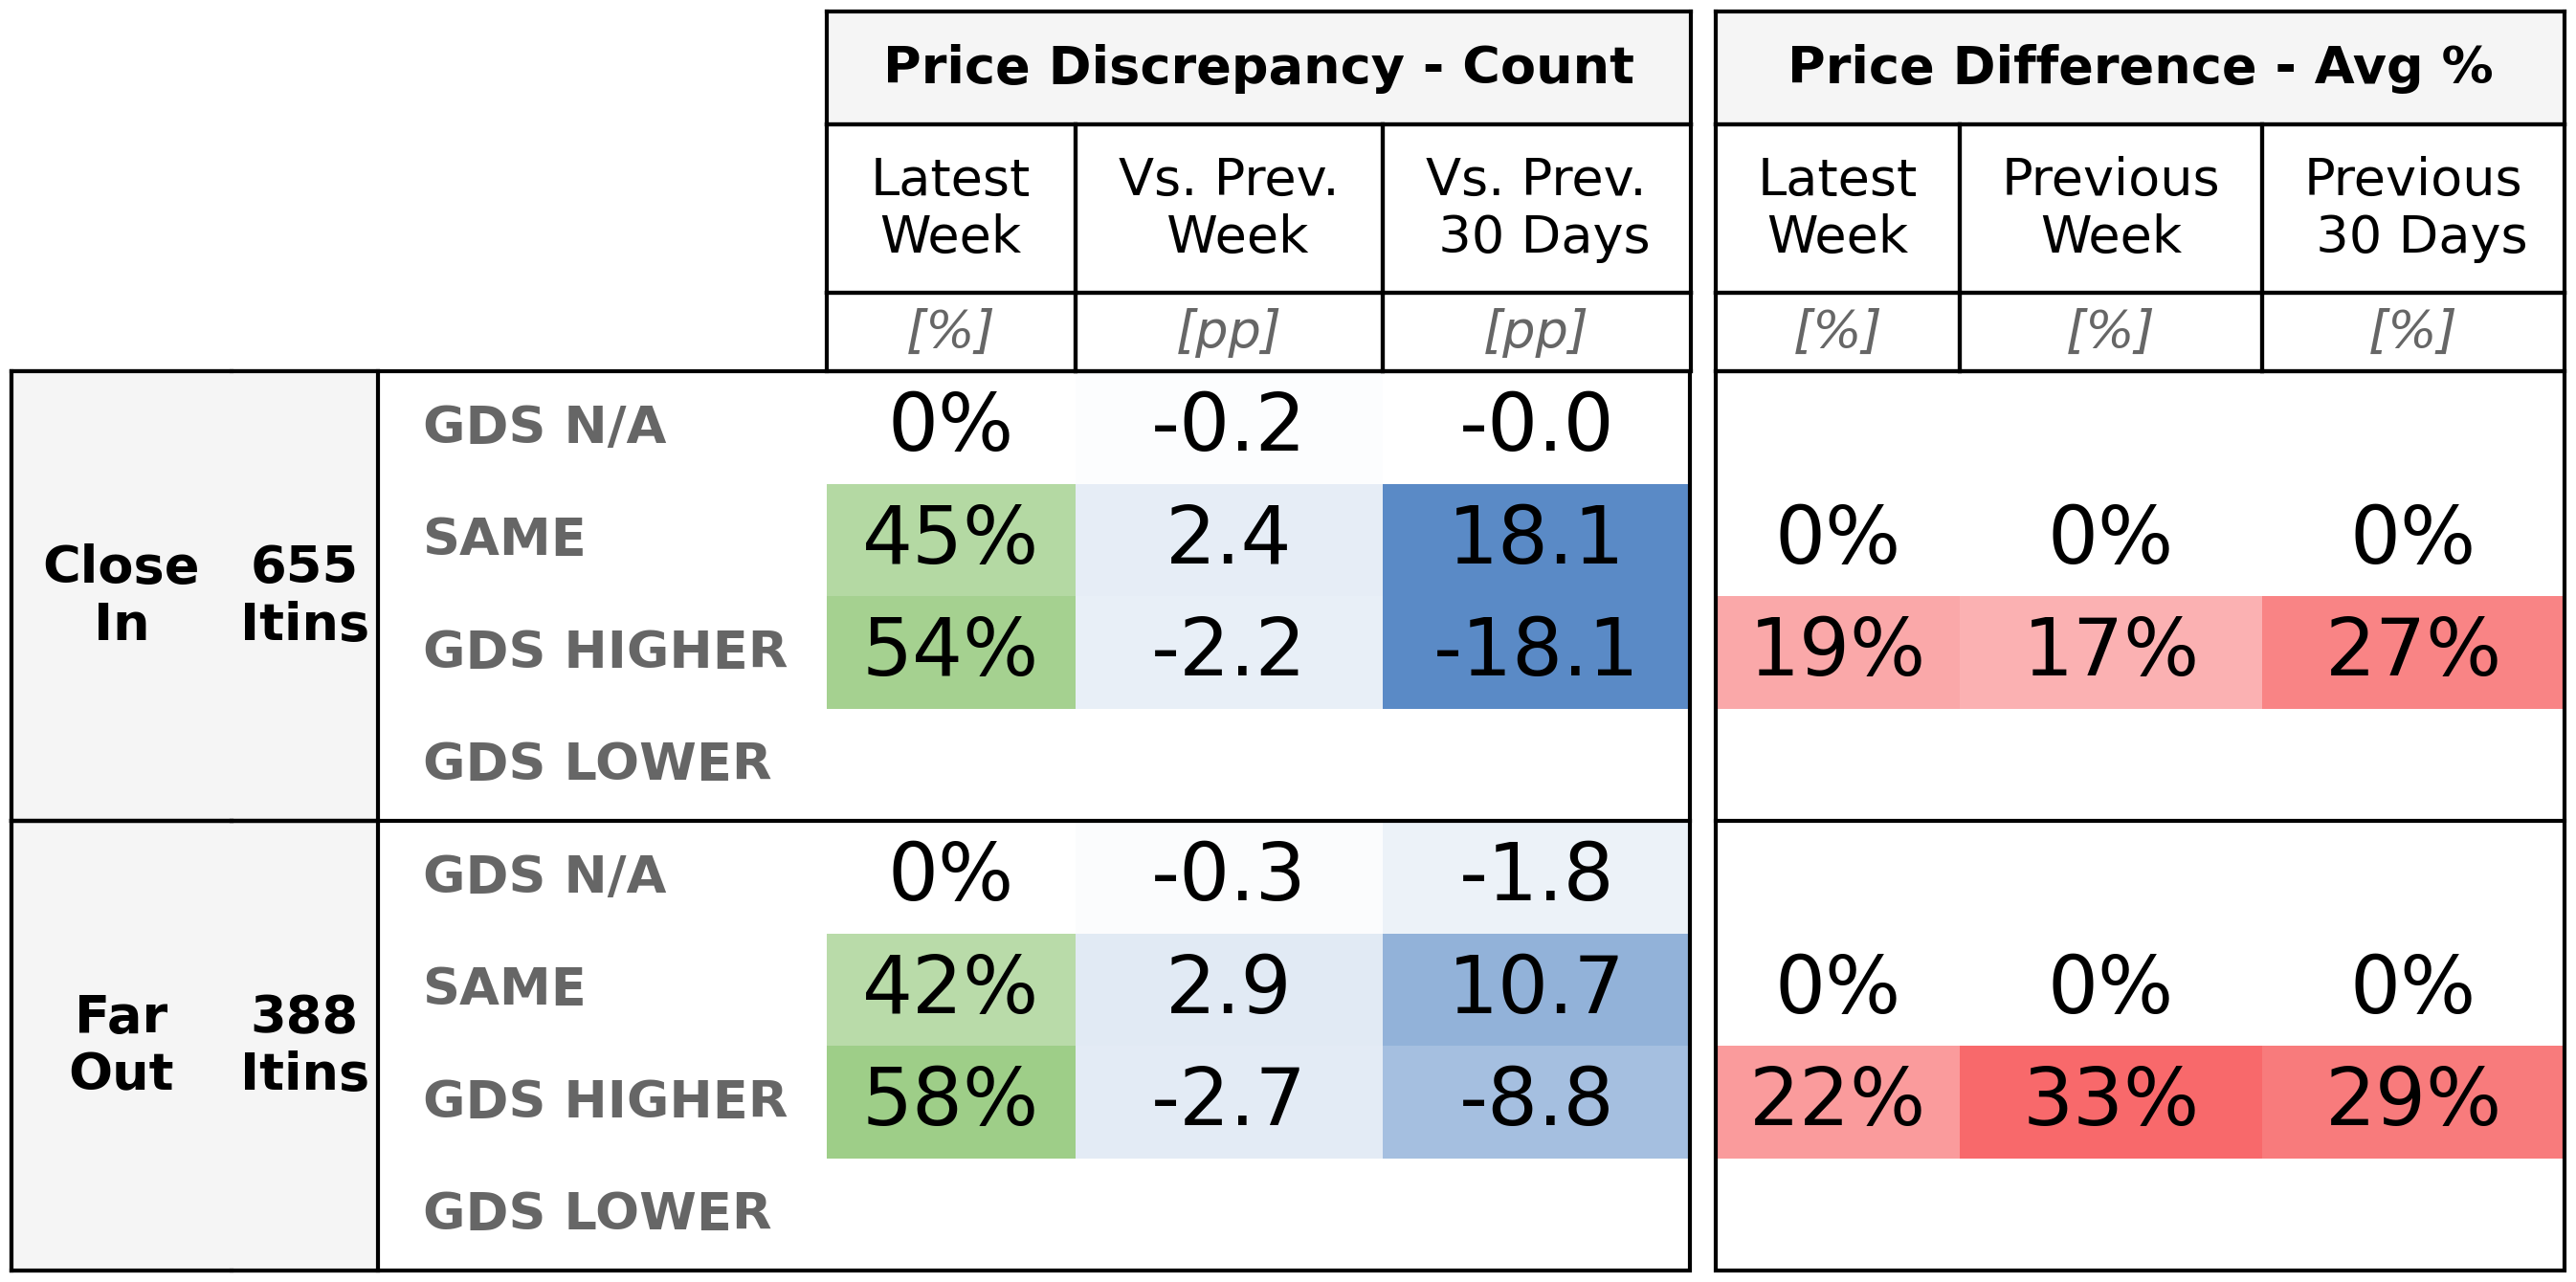 Price Discrepancy - Count Price Difference - Avg %
Latest Week Vs. Prev. Week Vs. Prev. 30 Days Latest Week Previous Week Previous 30 Days
[%] [pp] [pp] [%] [%] [%]
Close In 655 Itins
GDS N/A 0% -0.2 -0.0
SAME 45% 2.4 18.1 0% 0% 0%
GDS HIGHER 54% -2.2 -18.1 19% 17% 27%
GDS LOWER
Far Out 388 Itins
GDS N/A 0% -0.3 -1.8
SAME 42% 2.9 10.7 0% 0% 0%
GDS HIGHER 58% -2.7 -8.8 22% 33% 29%
GDS LOWER